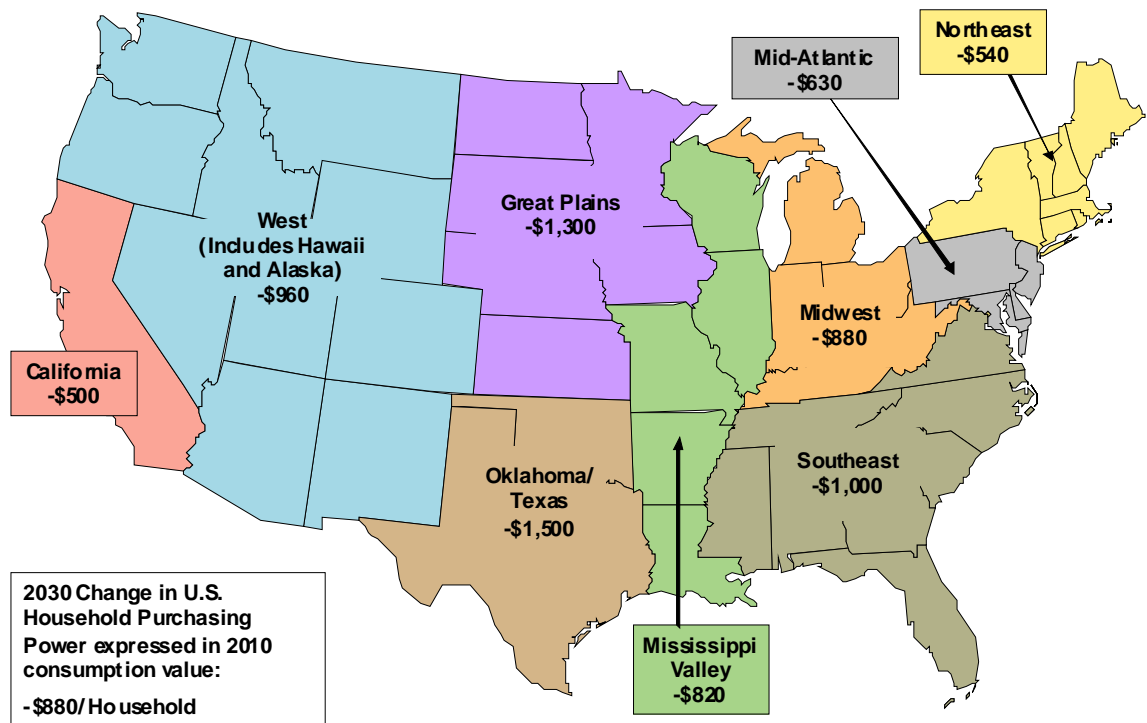 Northeast
-$540
Mid-Atlantic
-$630
Great Plains
-$1,300
West
(Includes Hawaii
and Alaska)
-$960
Midwest
-$880
California
-$500
Southeast
-$1,000
Oklahoma/
Texas
-$1,500
Mississippi
Valley
-$820
2030 Change in U.S.
Household Purchasing
Power expressed in 2010
consumption value:
-$880/Household